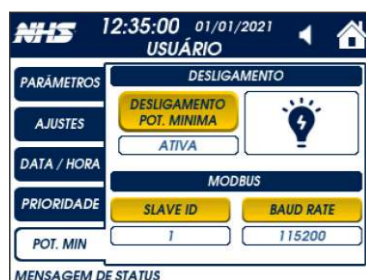 NHS 12:35:00 01/01/2021
USUÁRIO
PARÁMETROS
AJUSTES
DATA / HORA
PRIORIDADE
POT. MIN
DESLIGAMENTO
DESLIGAMENTO
POT. MINIMA
ATIVA
MODBUS
SLAVE ID BAUD RATE
1 115200
MENSAGEM DE STATUS